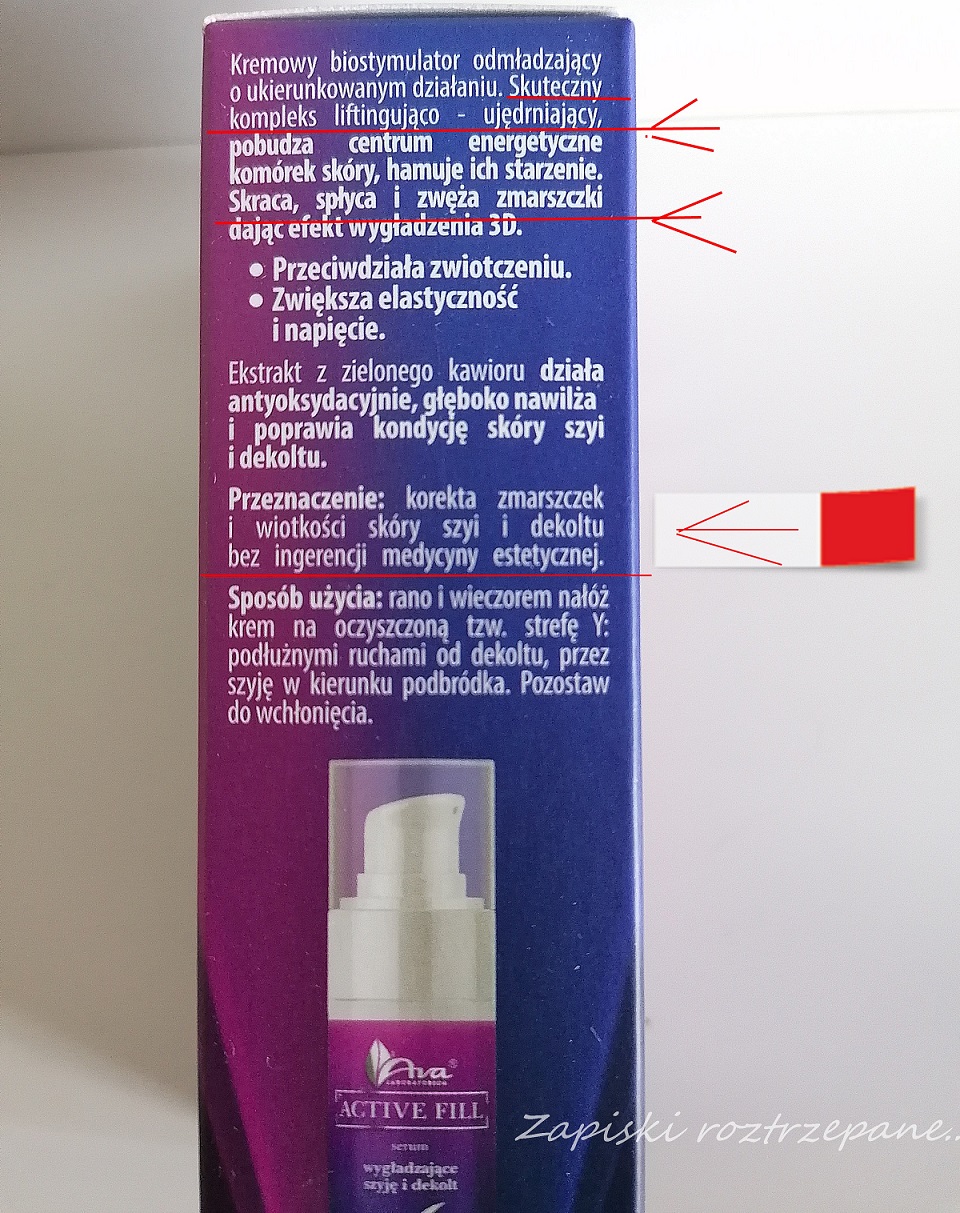 Kremowy biostymulator odmładzający
o ukierunkowanym działaniu. Skuteczny
kompleks liftingująco - ujędrniający,
pobudza centrum energetyczne
komórek skóry, hamuje ich starzenie.
Skraca, spłyca i zwęża zmarszczki
dając efekt wygładzenia 3D.
• Przeciwdziała zwiotczeniu.
• Zwiększa elastyczność
i napięcie.
Ekstrakt z zielonego kawioru działa
antyoksydacyjnie, głęboko nawilża
i poprawia kondycję skóry szyi
i dekoltu.
Przeznaczenie: korekta zmarszczek
i wiotkości skóry szyi i dekoltu
bez ingerencji medycyny estetycznej.
Sposób użycia: rano i wieczorem nałóż
krem na oczyszczoną tzw. strefę Y:
podłużnymi ruchami od dekoltu, przez
szyję w kierunku podbródka. Pozostaw
do wchłonięcia.
Ava®
LABORATORIUM
ACTIVE FILL
serum
wygładzające
szyję i dekolt
Zapiski roztrzepane...